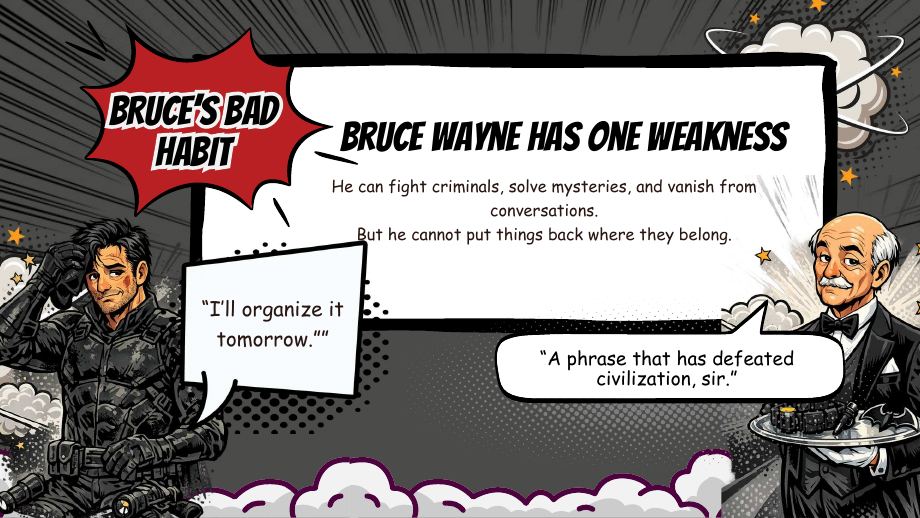 BRUCE'S BAD
HABIT
BRUCE WAYNE HAS ONE WEAKNESS
He can fight criminals, solve mysteries, and vanish from
conversations.
But he cannot put things back where they belong.
“I’ll organize it
tomorrow.””
“A phrase that has defeated
civilization, sir.”